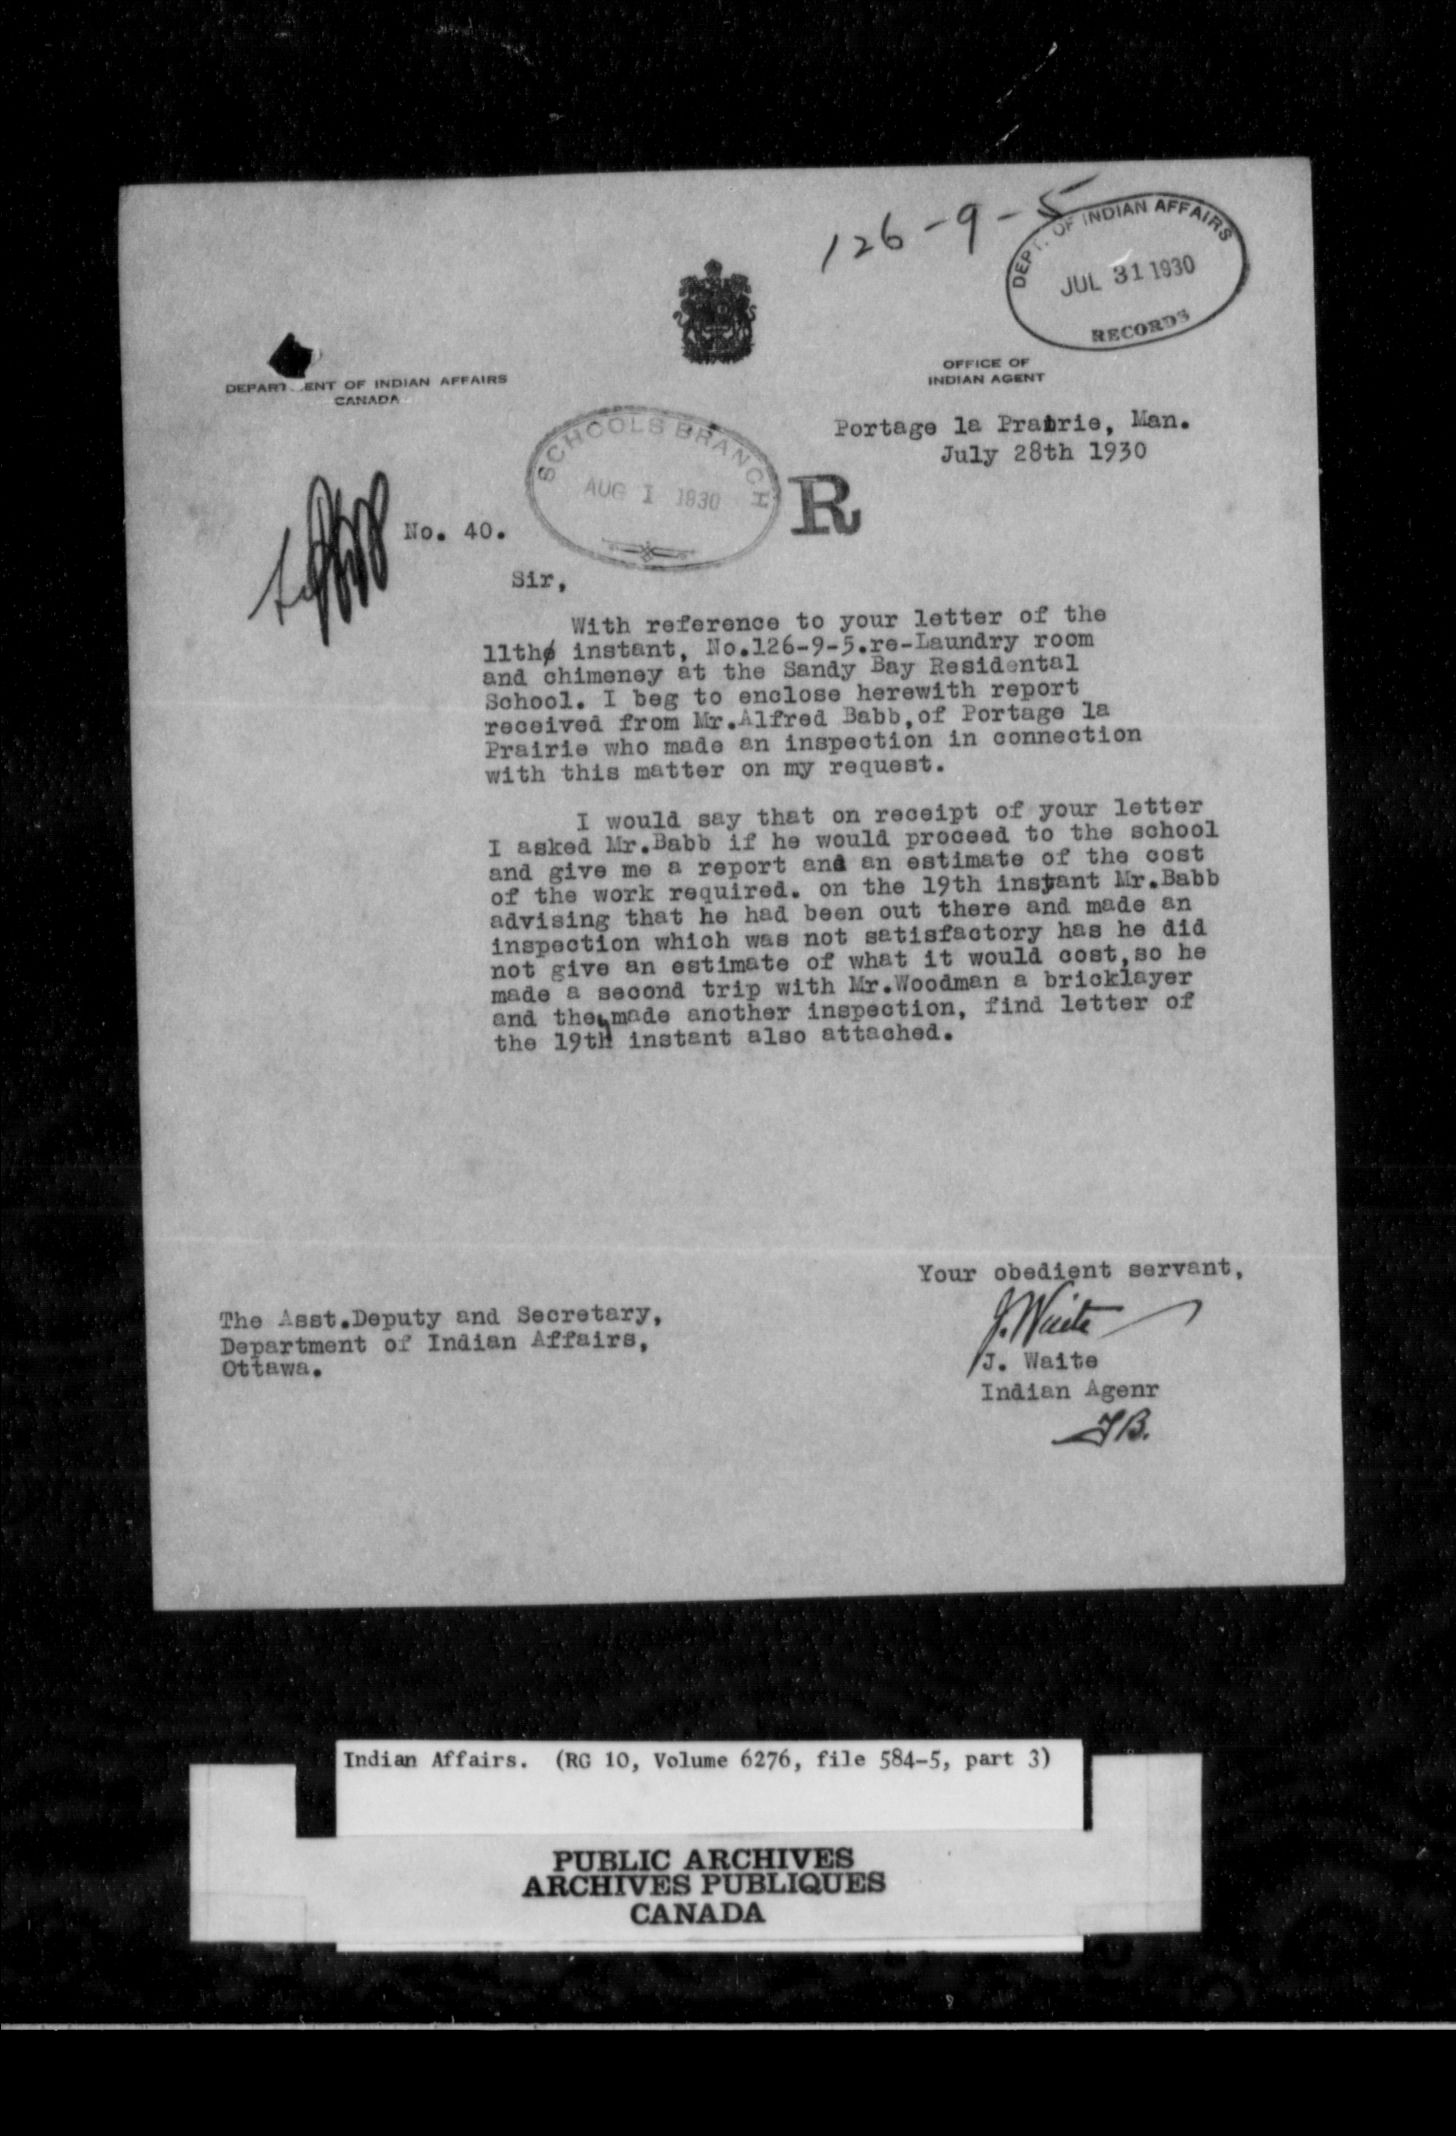 126-9-5
DEPT. OF INDIAN AFFAIRS
JUL 31 1930
RECORDS
DEPARTMENT OF INDIAN AFFAIRS
CANADA
OFFICE OF
INDIAN AGENT
Portage la Prairie, Man.
July 28th 1930
SCHOOLS BRANCH
AUG 1 1930
R
No. 40.
Sir,
With reference to your letter of the
11th instant, No.126-9-5.re-Laundry room
and chimeney at the Sandy Bay Residental
School. I beg to enclose herewith report
received from Mr.Alfred Babb,of Portage la
Prairie who made an inspection in connection
with this matter on my request.
I would say that on receipt of your letter
I asked Mr.Babb if he would proceed to the school
and give me a report and an estimate of the cost
of the work required. on the 19th instant Mr.Babb
advising that he had been out there and made an
inspection which was not satisfactory has he did
not give an estimate of what it would cost,so he
made a second trip with Mr.Woodman a bricklayer
and they made another inspection, find letter of
the 19th instant also attached.
Your obedient servant,
J. Waite
J. Waite
Indian Agenr
The Asst.Deputy and Secretary,
Department of Indian Affairs,
Ottawa.
Indian Affairs. (RG 10, Volume 6276, file 584-5, part 3)
PUBLIC ARCHIVES
ARCHIVES PUBLIQUES
CANADA